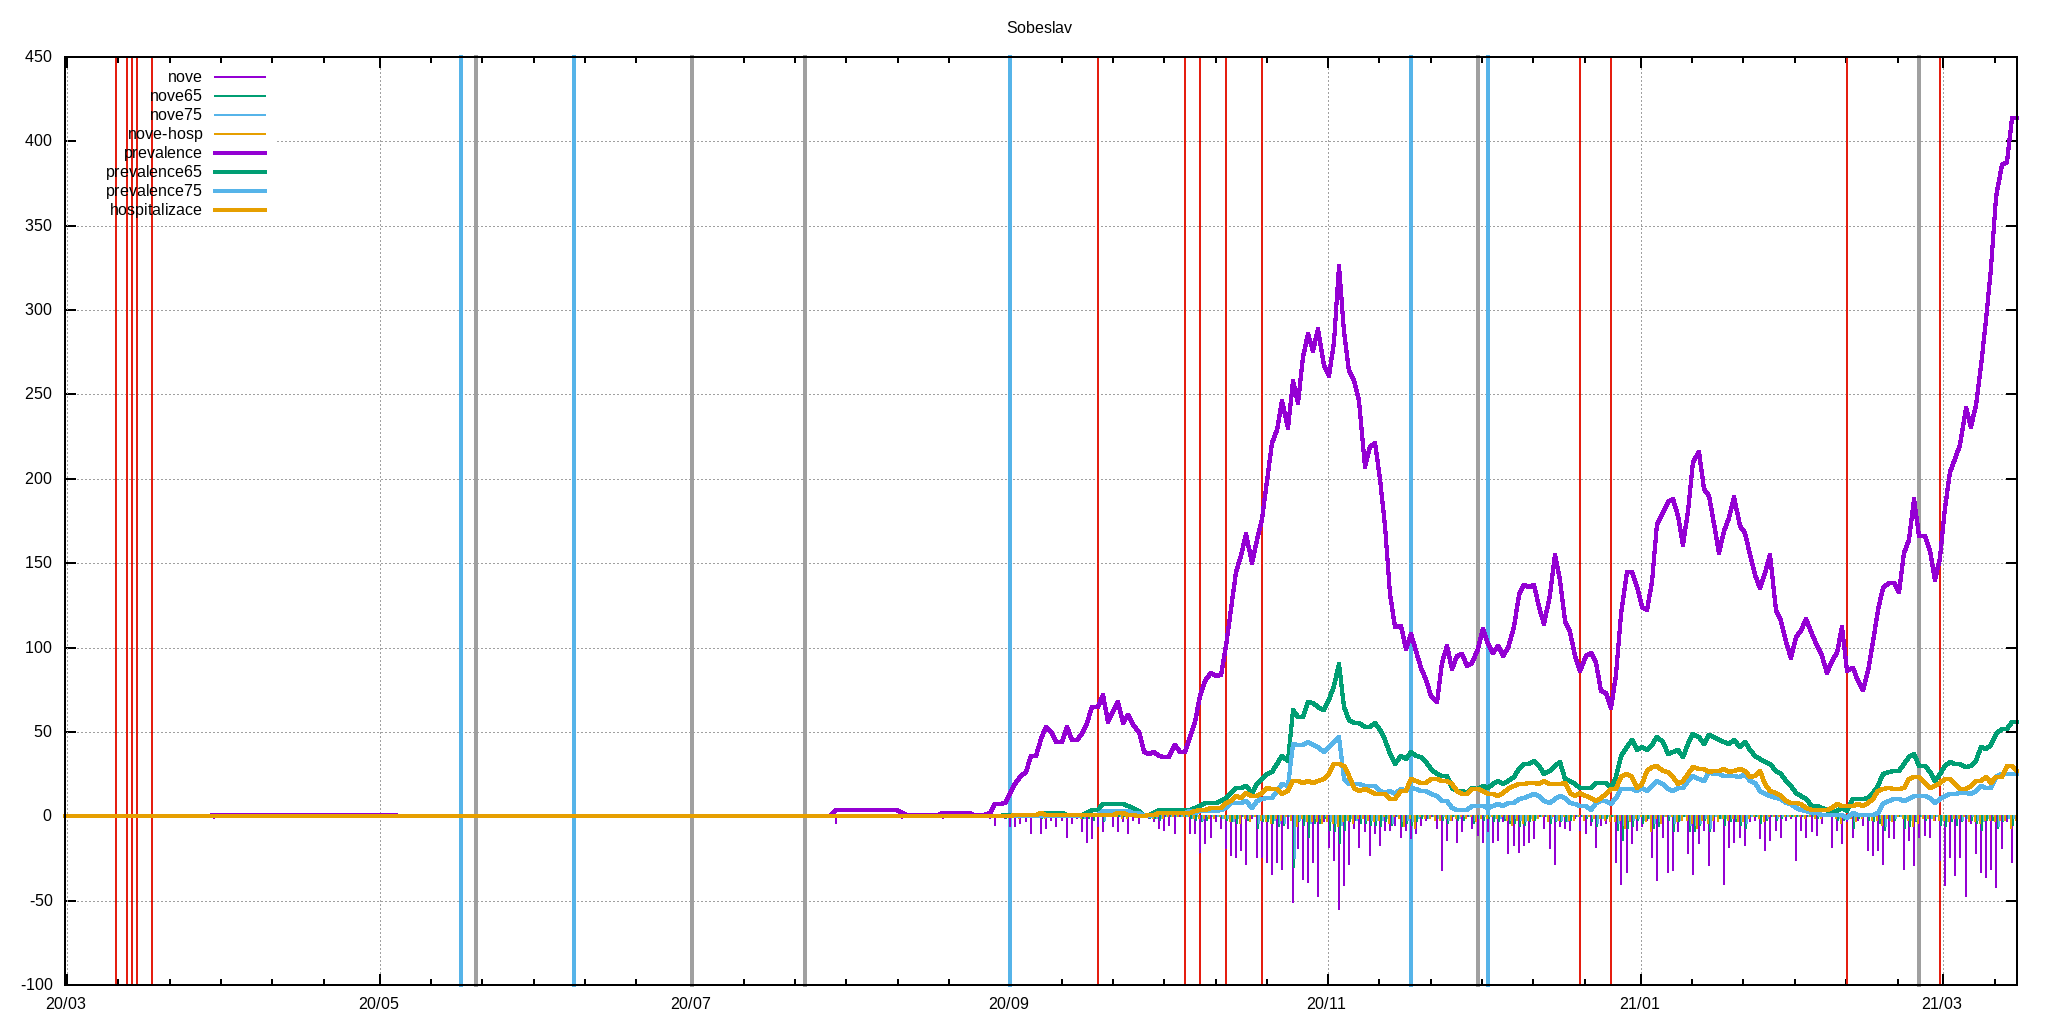 Sobeslav
450
400
350
300
250
200
150
100
50
0
-50
-100
nove
nove65
nove75
nove-hosp
prevalence
prevalence65
prevalence75
hospitalizace
20/03 20/05 20/07 20/09 20/11 21/01 21/03